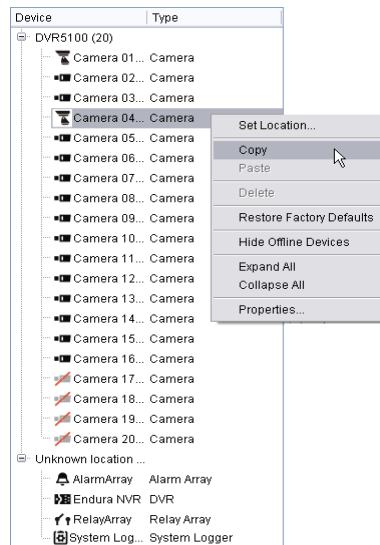 Device Type
DVR5100 (20)
Camera 01... Camera
Camera 02... Camera
Camera 03... Camera
Camera 04... Camera
Camera 05... Camera
Camera 06... Camera
Camera 07... Camera
Camera 08... Camera
Camera 09... Camera
Camera 10... Camera
Camera 11... Camera
Camera 12... Camera
Camera 13... Camera
Camera 14... Camera
Camera 15... Camera
Camera 16... Camera
Camera 17... Camera
Camera 18... Camera
Camera 19... Camera
Camera 20... Camera
Unknown location ...
AlarmArray Alarm Array
Endura NVR DVR
RelayArray Relay Array
System Log... System Logger
Set Location...
Copy
Paste
Delete
Restore Factory Defaults
Hide Offline Devices
Expand All
Collapse All
Properties...